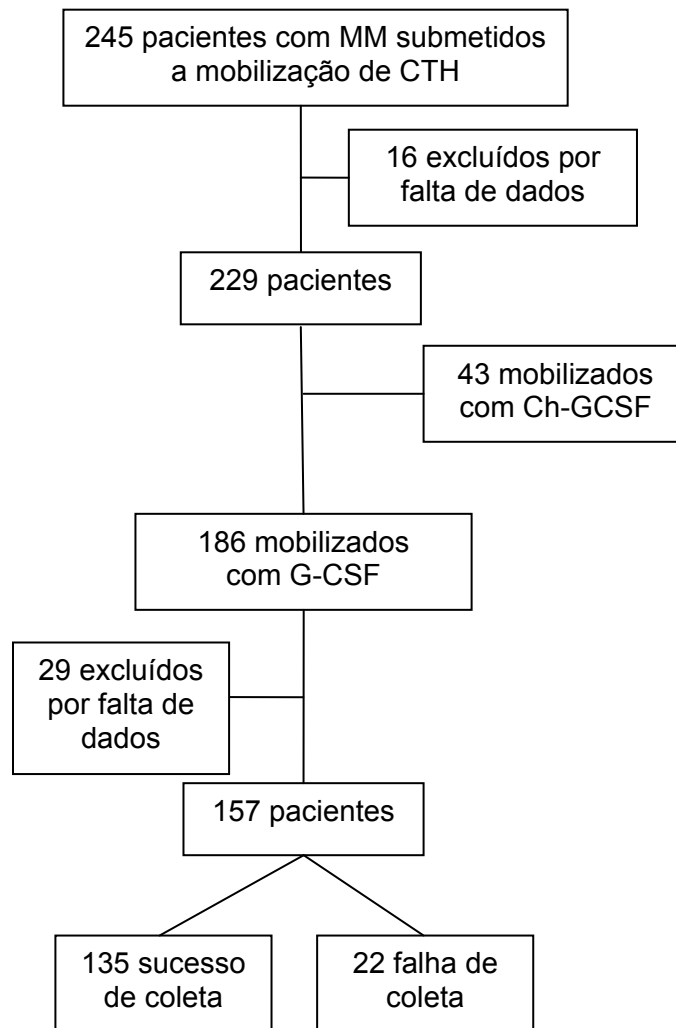 245 pacientes com MM submetidos
a mobilização de CTH
16 excluídos por
falta de dados
229 pacientes
43 mobilizados
com Ch-GCSF
186 mobilizados
com G-CSF
29 excluídos
por falta de
dados
157 pacientes
135 sucesso
de coleta
22 falha de
coleta